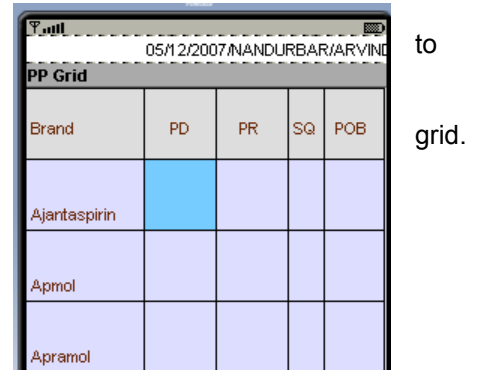 05/12/2007/NANDURBAR/ARVIND
to
PP Grid
Brand PD PR SQ POB
grid.
Ajantaspirin
Apmol
Apramol